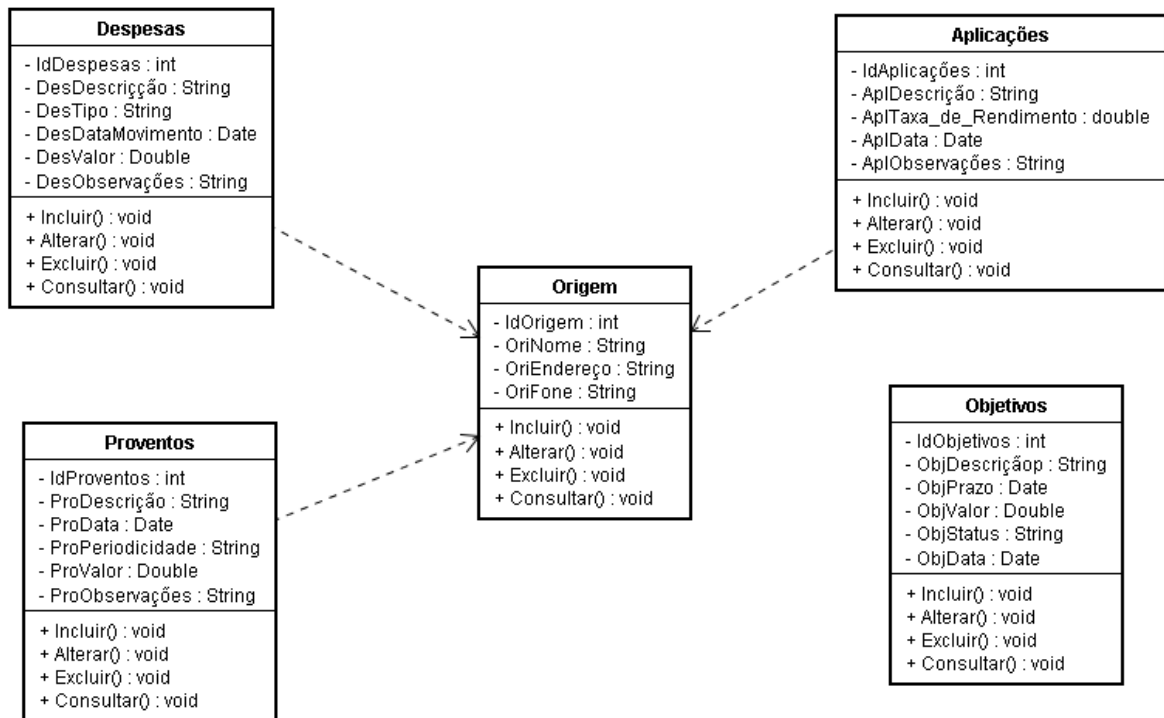 Despesas
- IdDespesas : int
- DesDescrição : String
- DesTipo : String
- DesDataMovimento : Date
- DesValor : Double
- DesObservações : String
+ Incluir() : void
+ Alterar() : void
+ Excluir() : void
+ Consultar() : void
Aplicações
- IdAplicações : int
- AplDescrição : String
- AplTaxa_de_Rendimento : double
- AplData : Date
- AplObservações : String
+ Incluir() : void
+ Alterar() : void
+ Excluir() : void
+ Consultar() : void
Origem
- IdOrigem : int
- OriNome : String
- OriEndereço : String
- OriFone : String
+ Incluir() : void
+ Alterar() : void
+ Excluir() : void
+ Consultar() : void
Proventos
- IdProventos : int
- ProDescrição : String
- ProData : Date
- ProPeriodicidade : String
- ProValor : Double
- ProObservações : String
+ Incluir() : void
+ Alterar() : void
+ Excluir() : void
+ Consultar() : void
Objetivos
- IdObjetivos : int
- ObjDescriçãop : String
- ObjPrazo : Date
- ObjValor : Double
- ObjStatus : String
- ObjData : Date
+ Incluir() : void
+ Alterar() : void
+ Excluir() : void
+ Consultar() : void